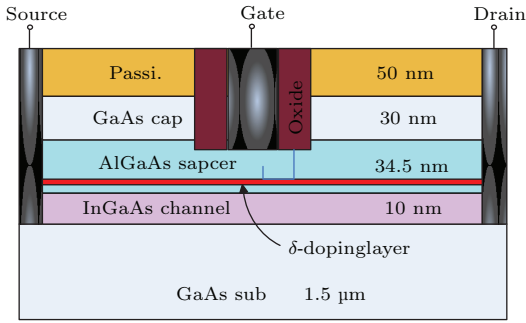 Source Gate Drain
Passi. 50 nm
Oxide
GaAs cap 30 nm
AlGaAs sapcer 34.5 nm
InGaAs channel 10 nm
δ-dopinglayer
GaAs sub 1.5 µm